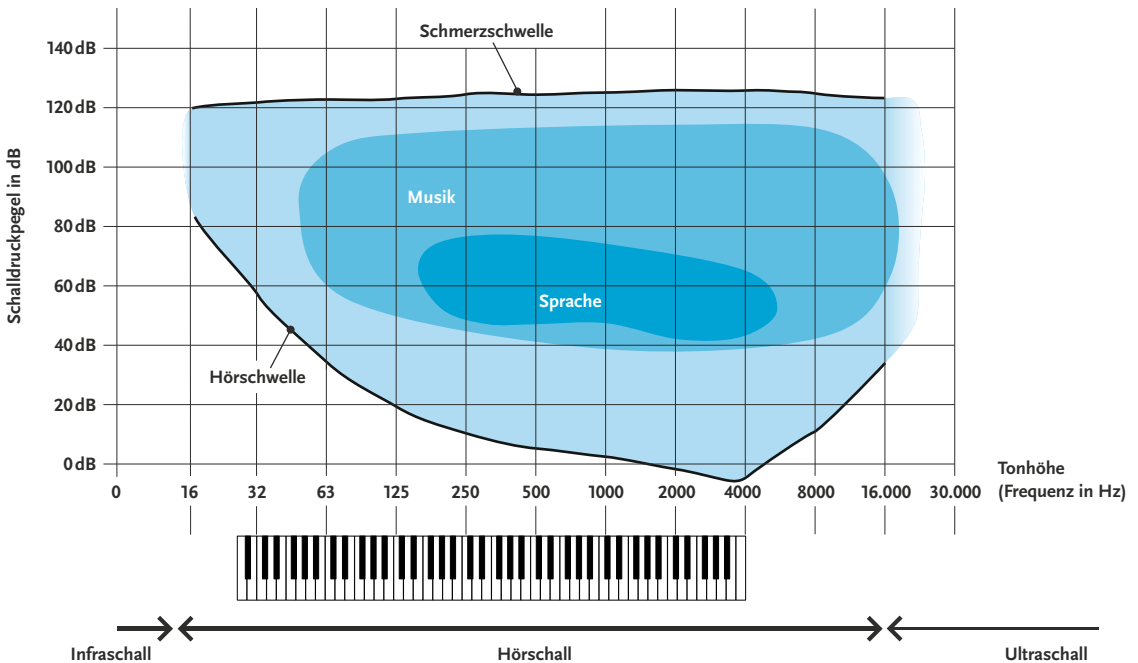 Schmerzschwelle
140 dB
120 dB
100 dB
80 dB
60 dB
40 dB
20 dB
0 dB
Schalldruckpegel in dB
Musik
Sprache
Hörschwelle
0 16 32 63 125 250 500 1000 2000 4000 8000 16.000 30.000
Tonhöhe
(Frequenz in Hz)
Infraschall Hörschall Ultraschall